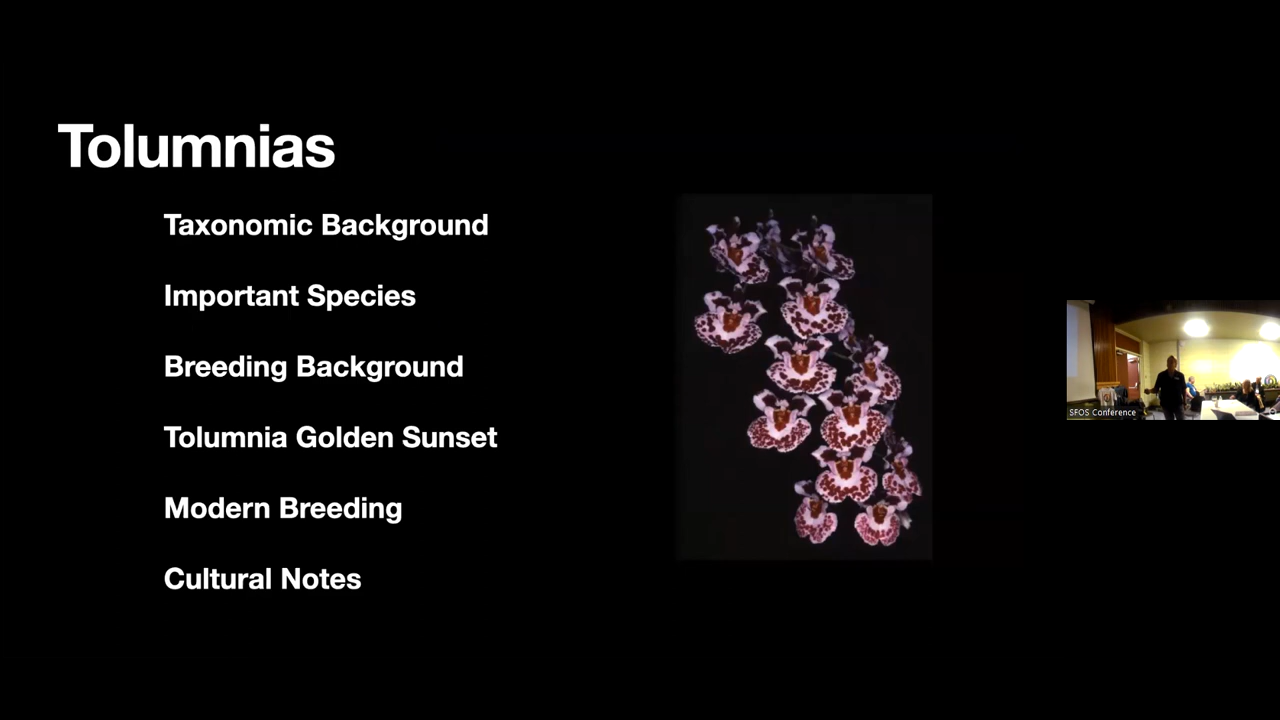 Tolumnias
Taxonomic Background
Important Species
Breeding Background
Tolumnia Golden Sunset
Modern Breeding
Cultural Notes
SFOS Conference